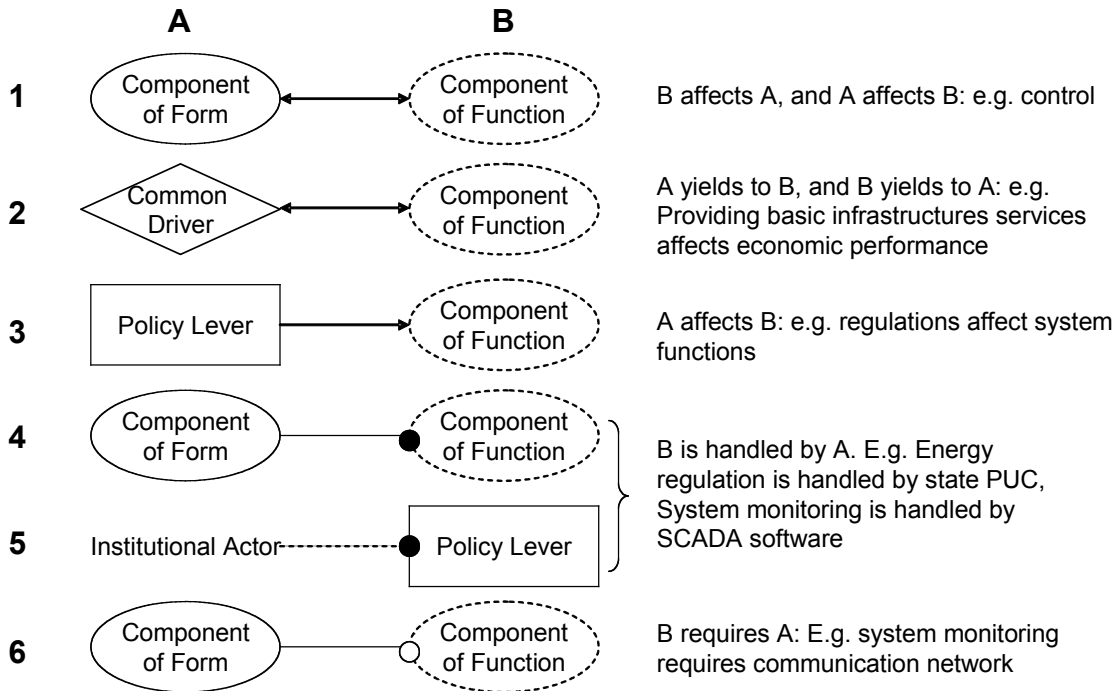 A
B
1
Component
of Form
Component
of Function
B affects A, and A affects B: e.g. control
2
Common
Driver
Component
of Function
A yields to B, and B yields to A: e.g.
Providing basic infrastructures services
affects economic performance
3
Policy Lever
Component
of Function
A affects B: e.g. regulations affect system
functions
4
Component
of Form
Component
of Function
5
Institutional Actor
Policy Lever
B is handled by A. E.g. Energy
regulation is handled by state PUC,
System monitoring is handled by
SCADA software
6
Component
of Form
Component
of Function
B requires A: E.g. system monitoring
requires communication network